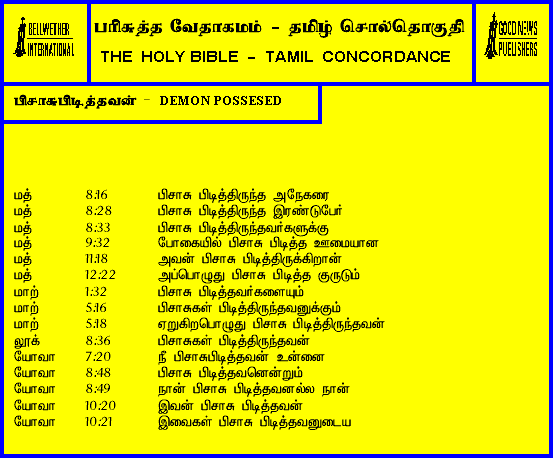 BELLWETHER
INTERNATIONAL
பரிசுத்த வேதாகமம் - தமிழ் சொல்தொகுதி
THE HOLY BIBLE - TAMIL CONCORDANCE
GOOD NEWS
PUBLISHERS
பிசாசுபிடித்தவன் - DEMON POSSESED
மத் 8:16 பிசாசு பிடித்திருந்த அநேகரை
மத் 8:28 பிசாசு பிடித்திருந்த இரண்டுபேர்
மத் 8:33 பிசாசு பிடித்திருந்தவர்களுக்கு
மத் 9:32 போகையில் பிசாசு பிடித்த ஊமையான
மத் 11:18 அவன் பிசாசு பிடித்திருக்கிறான்
மத் 12:22 அப்பொழுது பிசாசு பிடித்த குருடும்
மாற் 1:32 பிசாசு பிடித்தவர்களையும்
மாற் 5:16 பிசாசுகள் பிடித்திருந்தவனுக்கும்
மாற் 5:18 ஏறுகிறபொழுது பிசாசு பிடித்திருந்தவன்
லூக் 8:36 பிசாசுகள் பிடித்திருந்தவன்
யோவா 7:20 நீ பிசாசுபிடித்தவன் உன்னை
யோவா 8:48 பிசாசு பிடித்தவனென்றும்
யோவா 8:49 நான் பிசாசு பிடித்தவனல்ல நான்
யோவா 10:20 இவன் பிசாசு பிடித்தவன்
யோவா 10:21 இவைகள் பிசாசு பிடித்தவனுடைய